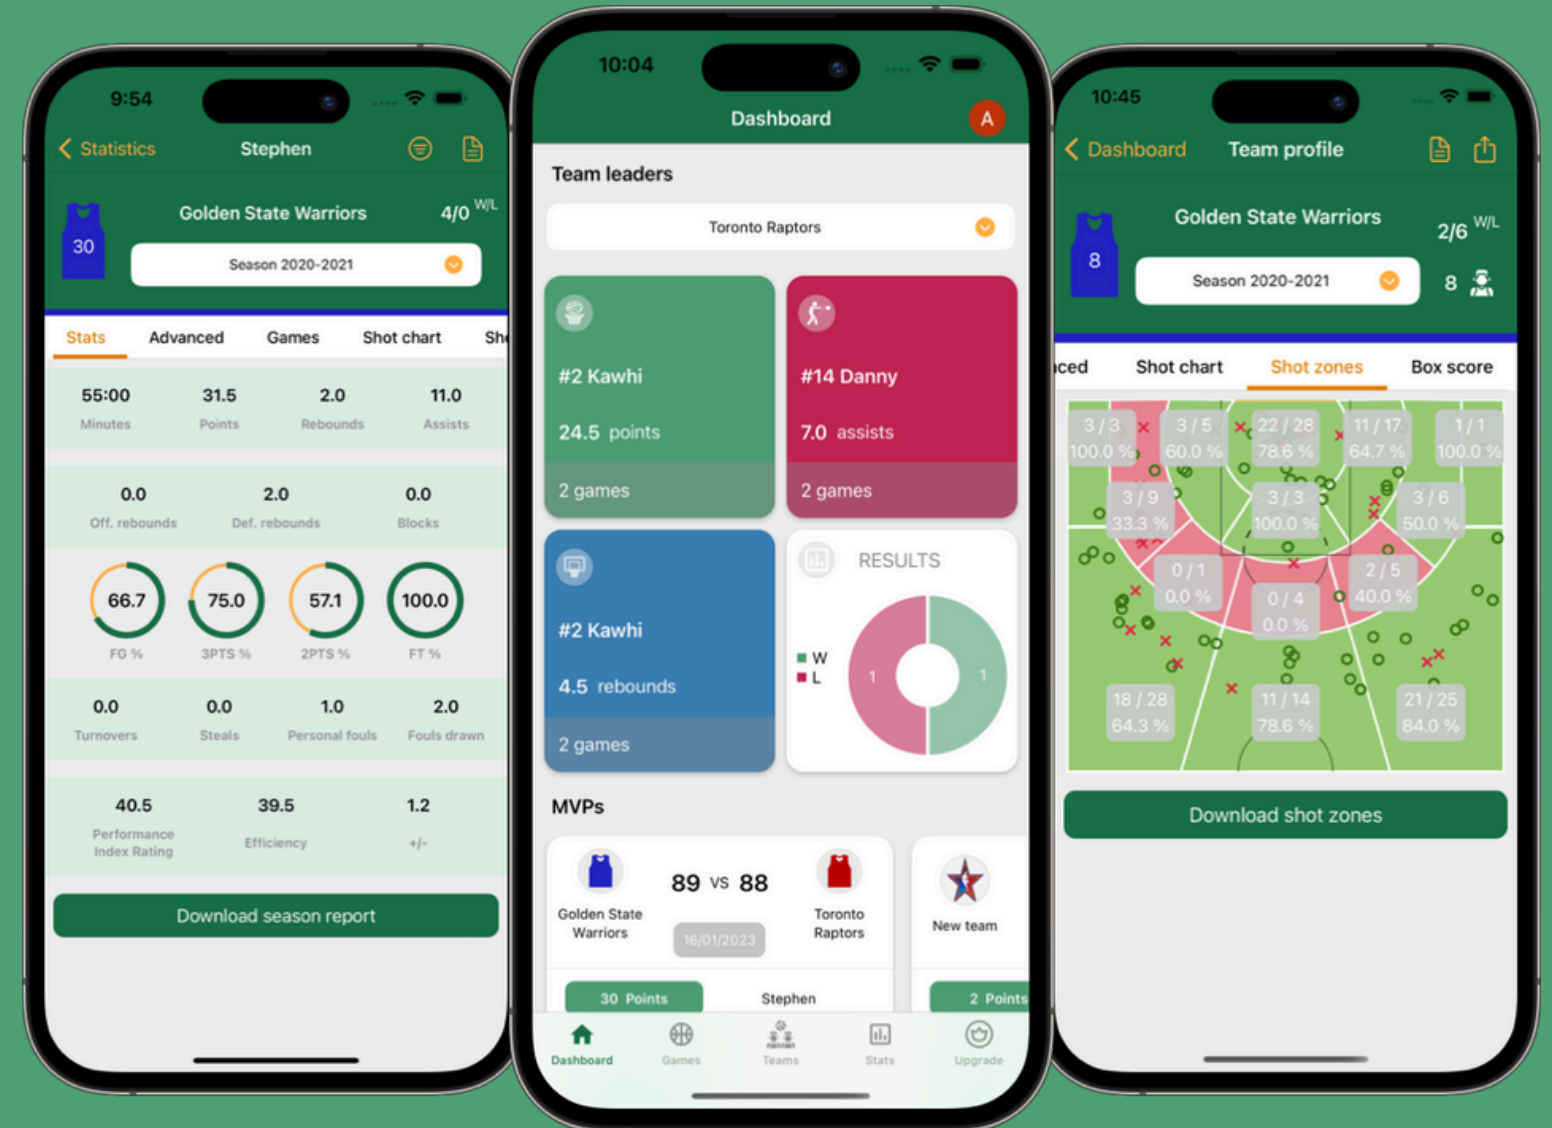 9:54
Statistics
Stephen
30
Golden State Warriors
4/0 W/L
Season 2020-2021
Stats Advanced Games Shot chart Sh
55:00 31.5 2.0 11.0
Minutes Points Rebounds Assists
0.0 2.0 0.0
Off. rebounds Def. rebounds Blocks
66.7 75.0 57.1 100.0
FG % 3PTS % 2PTS % FT %
0.0 0.0 1.0 2.0
Turnovers Steals Personal fouls Fouls drawn
40.5 39.5 1.2
Performance
Index Rating
Efficiency
+/-
Download season report
10:04
Dashboard
A
Team leaders
Toronto Raptors
#2 Kawhi
24.5 points
2 games
#14 Danny
7.0 assists
2 games
#2 Kawhi
4.5 rebounds
2 games
RESULTS
W
L
1 1
MVPs
89 VS 88
Golden State
Warriors
16/01/2023
Toronto
Raptors
New team
30 Points
Stephen
2 Points
Dashboard Games Teams Stats Upgrade
10:45
Dashboard
Team profile
8
Golden State Warriors
2/6 W/L
Season 2020-2021
8
ced Shot chart Shot zones Box score
3 / 3 3 / 5 22 / 28 11 / 17 1 / 1
100.0 % 60.0 % 78.6 % 64.7 % 100.0 %
3 / 9 3 / 3 3 / 6
33.3 % 100.0 % 50.0 %
0 / 1 2 / 5
0.0 % 40.0 %
0 / 4
0.0 %
18 / 28 11 / 14 21 / 25
64.3 % 78.6 % 84.0 %
Download shot zones